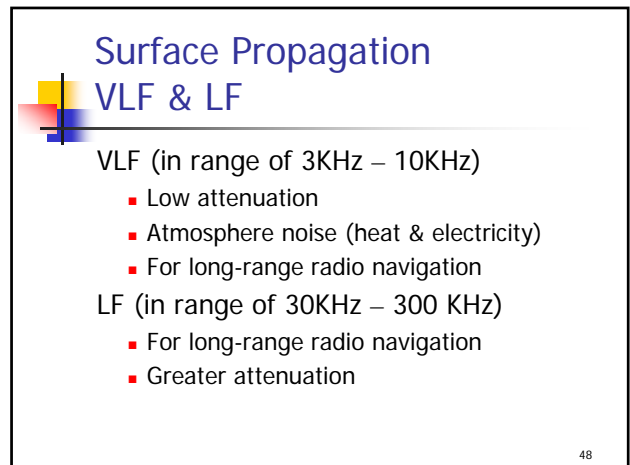 Surface Propagation
VLF & LF
VLF (in range of 3KHz – 10KHz)
Low attenuation
Atmosphere noise (heat & electricity)
For long-range radio navigation
LF (in range of 30KHz – 300 KHz)
For long-range radio navigation
Greater attenuation
48